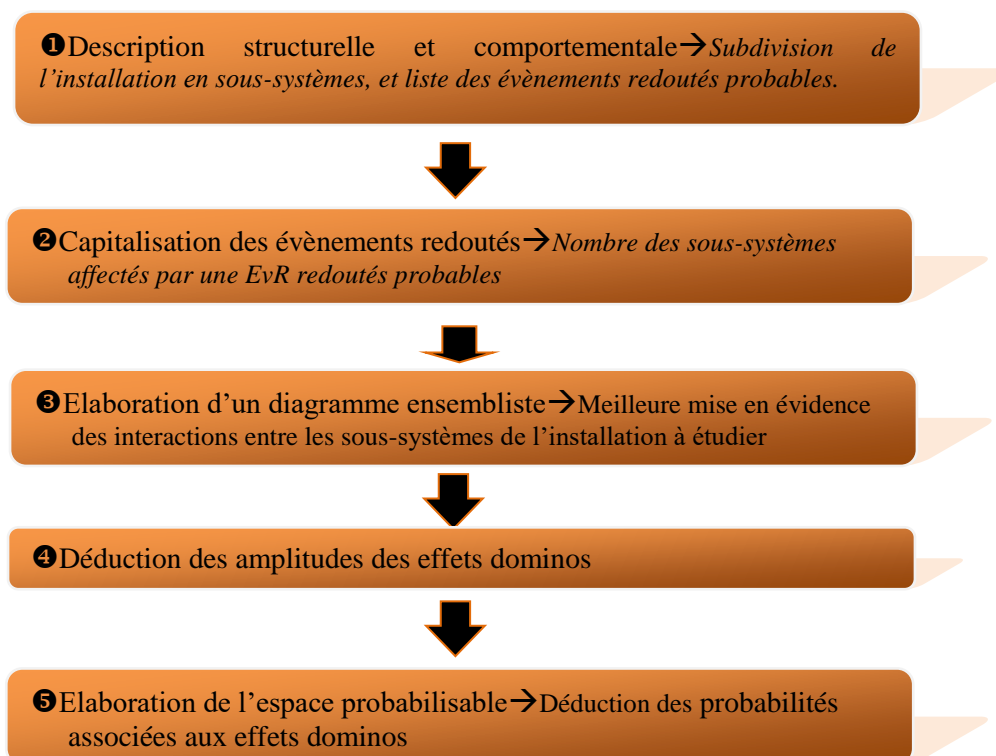 ❶Description structurelle et comportementale→Subdivision de
l'installation en sous-systèmes, et liste des évènements redoutés probables.
❷Capitalisation des évènements redoutés→Nombre des sous-systèmes
affectés par une EvR redoutés probables
❸Elaboration d'un diagramme ensembliste→Meilleure mise en évidence
des interactions entre les sous-systèmes de l'installation à étudier
❹Déduction des amplitudes des effets dominos
❺Elaboration de l'espace probabilisable→Déduction des probabilités
associées aux effets dominos